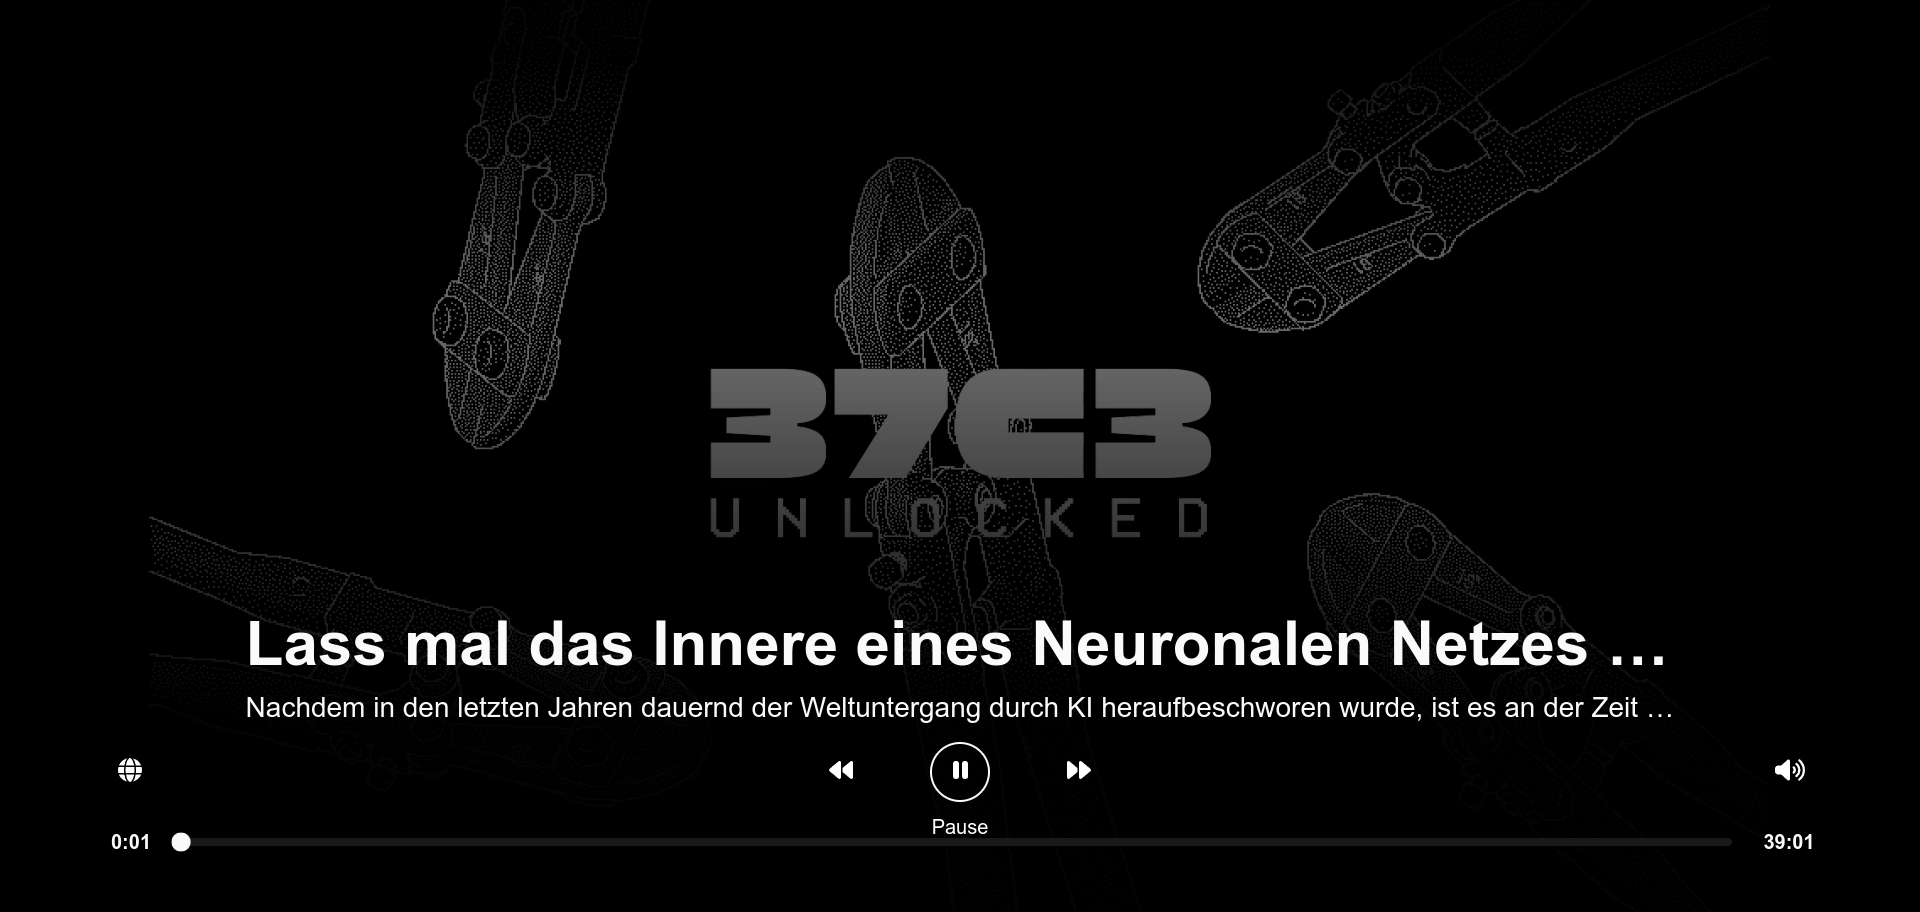 37C3
UNLOCKED
Lass mal das Innere eines Neuronalen Netzes …
Nachdem in den letzten Jahren dauernd der Weltuntergang durch KI heraufbeschworen wurde, ist es an der Zeit …
Pause
0:01
39:01